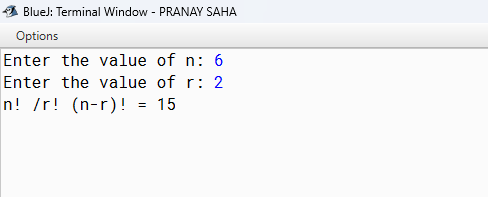 BlueJ: Terminal Window - PRANAY SAHA
Options
Enter the value of n: 6
Enter the value of r: 2
n! /r! (n-r)! = 15